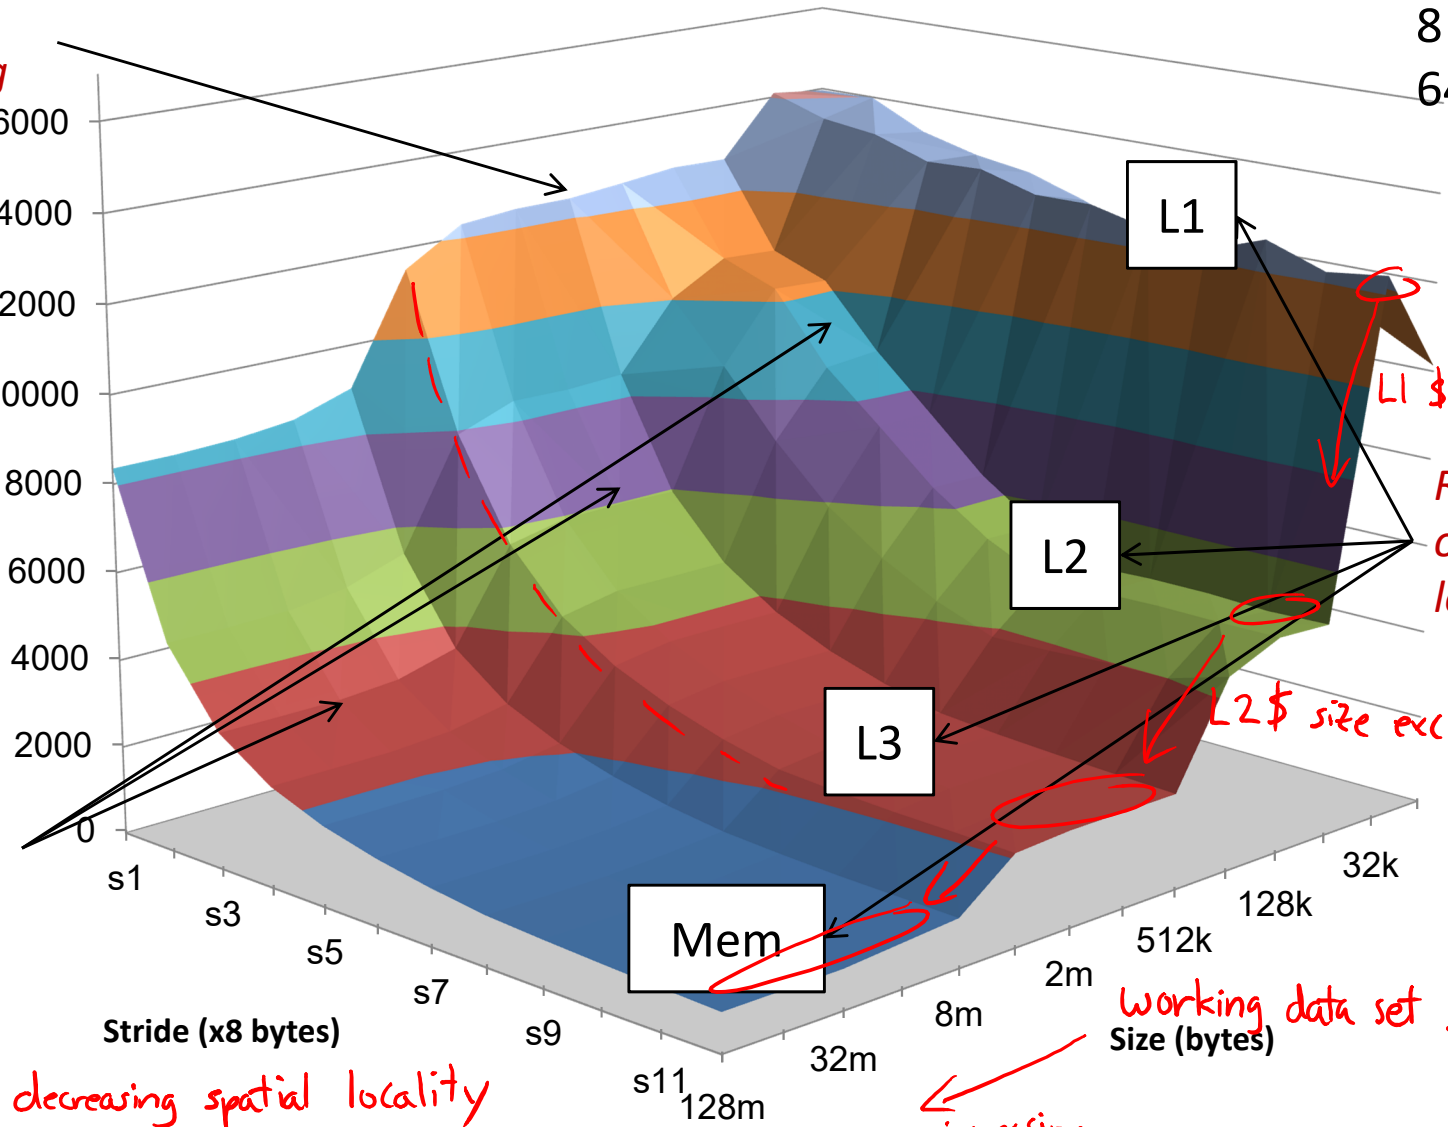 8
g
64
6000
4000
L1
2000
0000
L1 $
8000
R
L2
6000
4000
L3
L2$ size exc
2000
Mem
0
s1
s3
s5
s7
s9
s11
32k
128k
512k
2m
8m
32m
128m
working data set
Stride (x8 bytes)
Size (bytes)
decreasing spatial locality